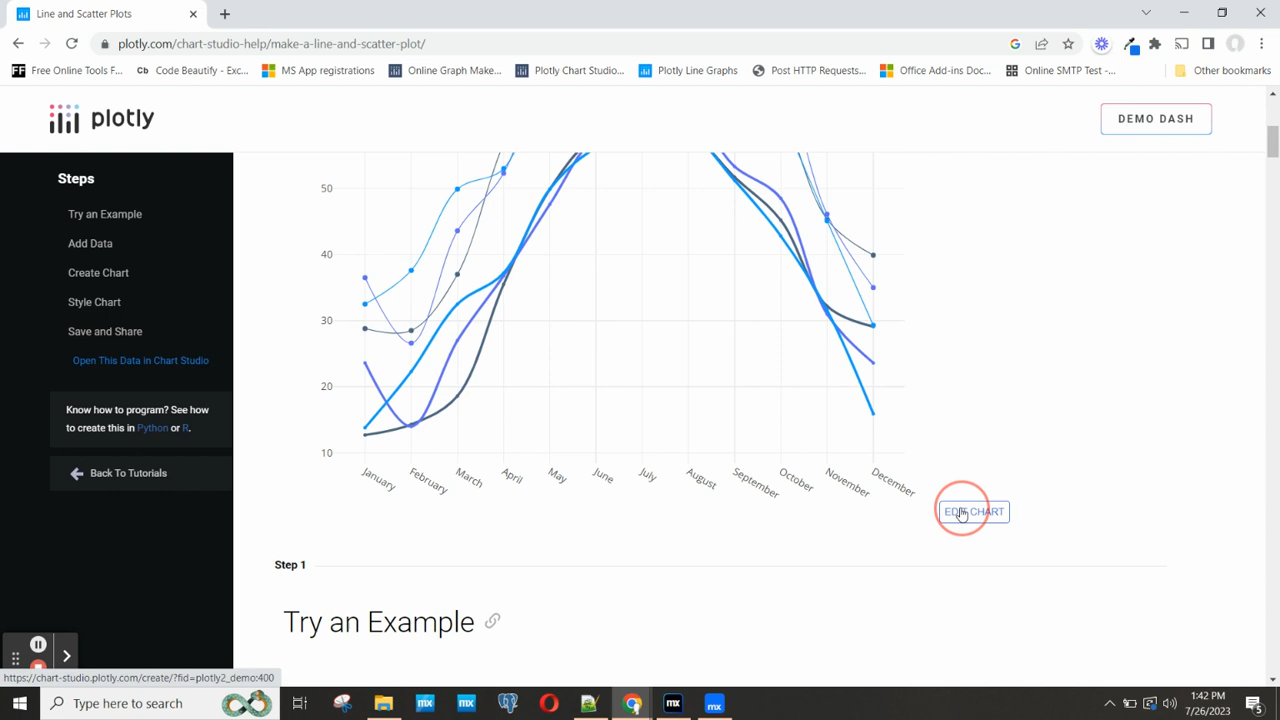 Line and Scatter Plots
plotly.com/chart-studio-help/make-a-line-and-scatter-plot/
Free Online Tools F...
Cb Code Beautify - Exc...
MS App registrations
Online Graph Make...
Plotly Chart Studio...
Plotly Line Graphs
Post HTTP Requests...
Office Add-ins Doc...
Online SMTP Test -...
Other bookmarks
plotly
DEMO DASH
Steps
Try an Example
Add Data
Create Chart
Style Chart
Save and Share
Open This Data in Chart Studio
Know how to program? See how
to create this in Python or R.
Back To Tutorials
50
40
30
20
10
January
February
March
April
May
June
July
August
September
October
November
December
EDIT CHART
Step 1
Try an Example
https://chart-studio.plotly.com/create/?fid=plotly2_demo:400
Type here to search
mx
mx
mx
mx
1:42 PM
7/26/2023
5